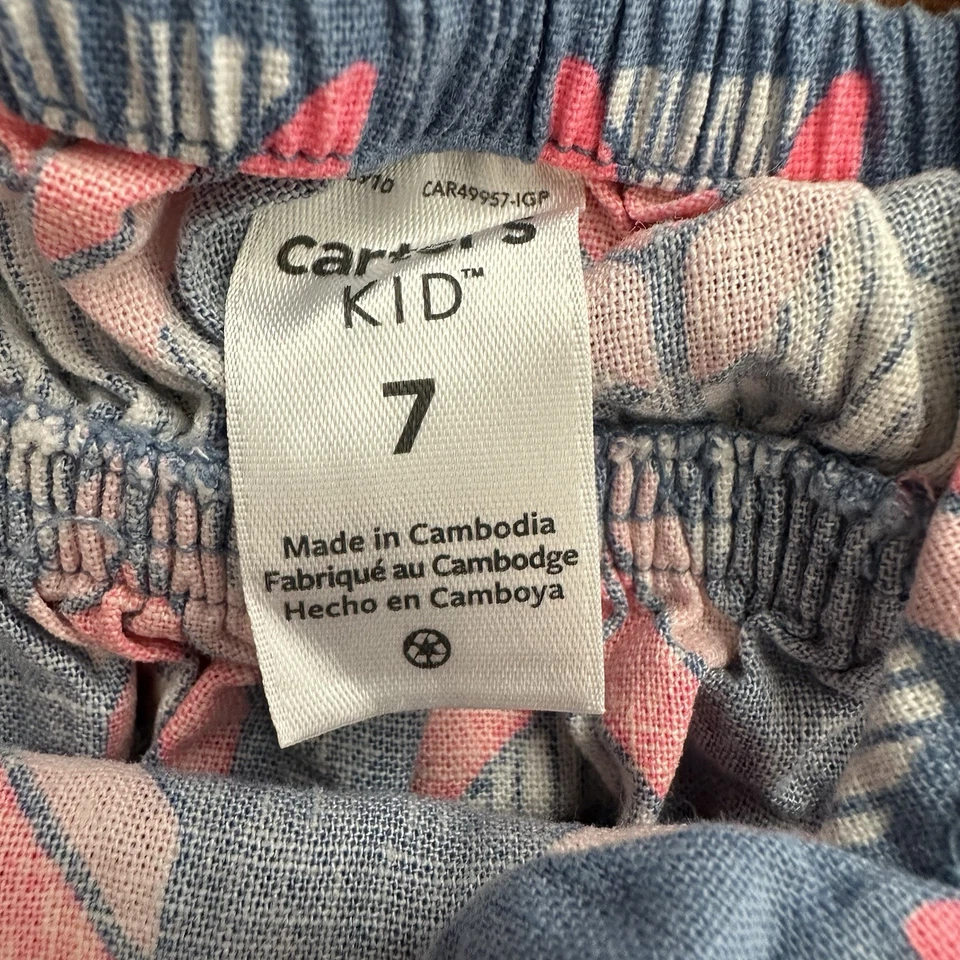 CAR49957-IGP
Carter's
KID™
7
Made in Cambodia
Fabriqué au Cambodge
Hecho en Camboya